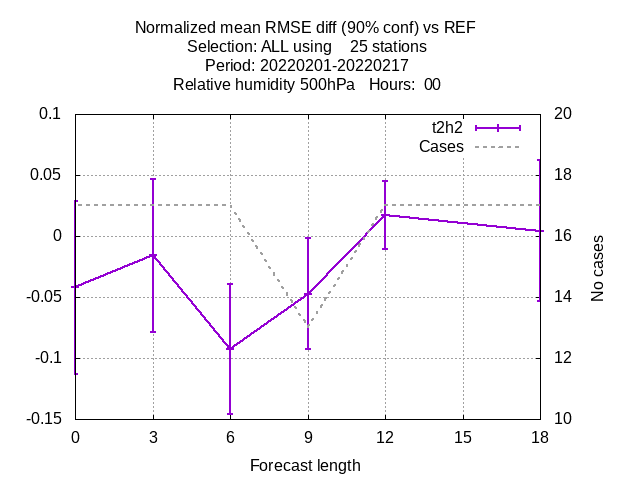 Normalized mean RMSE diff (90% conf) vs REF
Selection: ALL using    25 stations
Period: 20220201-20220217
Relative humidity 500hPa   Hours:  00
t2h2
Cases
0.1
0.05
0
-0.05
-0.1
-0.15
20
18
16
14
12
10
No cases
0 3 6 9 12 15 18
Forecast length